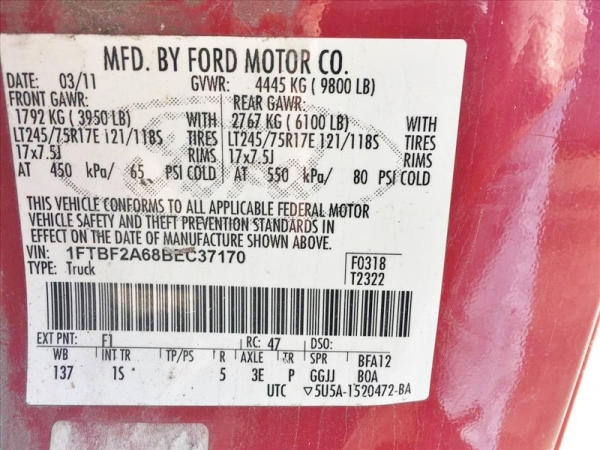 MFD. BY FORD MOTOR CO.
DATE: 03/11 GVWR: 4445 KG ( 9800 LB)
FRONT GAWR: REAR GAWR:
1792 KG ( 3950 LB) WITH 2767 KG ( 6100 LB) WITH
LT245/75R17E 121/118S TIRES LT245/75R17E 121/118S TIRES
17x7.5J RIMS 17x7.5J RIMS
AT 450 kPa/ 65 PSI COLD AT 550 kPa/ 80 PSI COLD
THIS VEHICLE CONFORMS TO ALL APPLICABLE FEDERAL MOTOR
VEHICLE SAFETY AND THEFT PREVENTION STANDARDS IN
EFFECT ON THE DATE OF MANUFACTURE SHOWN ABOVE.
VIN: 1FTBF2A68BEC37170
TYPE: Truck
F0318
T2322
EXT PNT: F1 RC: 47 DSO:
WB INT TR TP/PS R AXLE TR SPR BFA12
137 1S 5 3E P GGJJ BOA
UTC ▽5U5A-1520472-BA